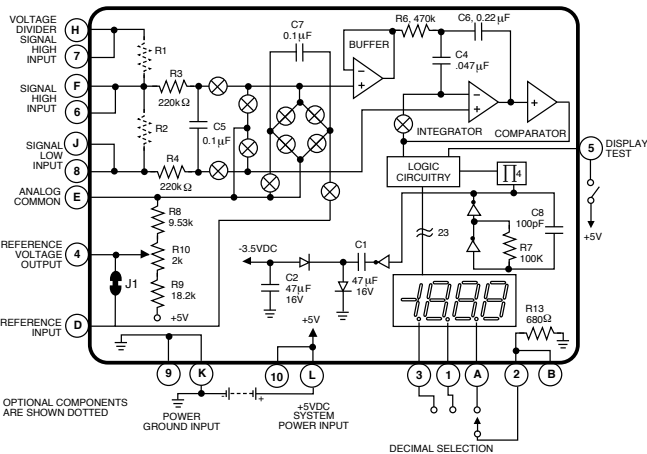 VOLTAGE
DIVIDER
SIGNAL
HIGH
INPUT
H
7
SIGNAL
HIGH
INPUT
F
6
SIGNAL
LOW
INPUT
J
8
ANALOG
COMMON
E
REFERENCE
VOLTAGE
OUTPUT
4
REFERENCE
INPUT
D
R1
R2
R3
220kΩ
R4
220kΩ
C5
0.1µF
C7
0.1µF
BUFFER
R6, 470k
C6, 0.22µF
C4
.047µF
INTEGRATOR
COMPARATOR
LOGIC
CIRCUITRY
∏4
5
DISPLAY
TEST
+5V
R8
9.53k
R10
2k
R9
18.2k
+5V
J1
-3.5VDC
C1
47µF
16V
C2
47µF
16V
23
C8
100pF
R7
100K
-1.8.8.8
R13
680Ω
+5V
9
K
10
L
3
1
A
2
B
OPTIONAL COMPONENTS
ARE SHOWN DOTTED
POWER
GROUND INPUT
- +
+5VDC
SYSTEM
POWER INPUT
DECIMAL SELECTION